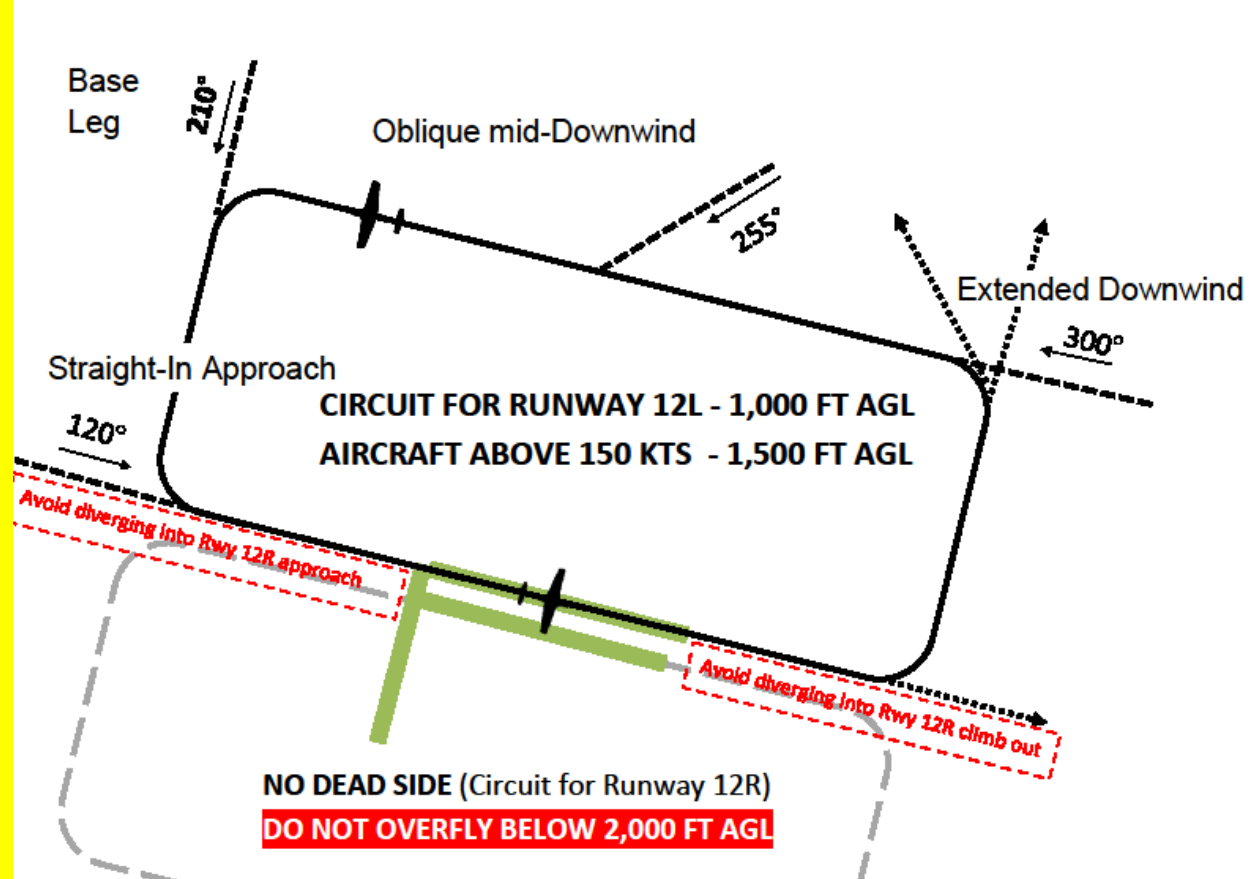 Base
Leg
210°
Oblique mid-Downwind
255°
Extended Downwind
300°
Straight-In Approach
120°
CIRCUIT FOR RUNWAY 12L - 1,000 FT AGL
AIRCRAFT ABOVE 150 KTS - 1,500 FT AGL
Avoid diverging into Rwy 12R approach
Avoid diverging into Rwy 12R climb out
NO DEAD SIDE (Circuit for Runway 12R)
DO NOT OVERFLY BELOW 2,000 FT AGL